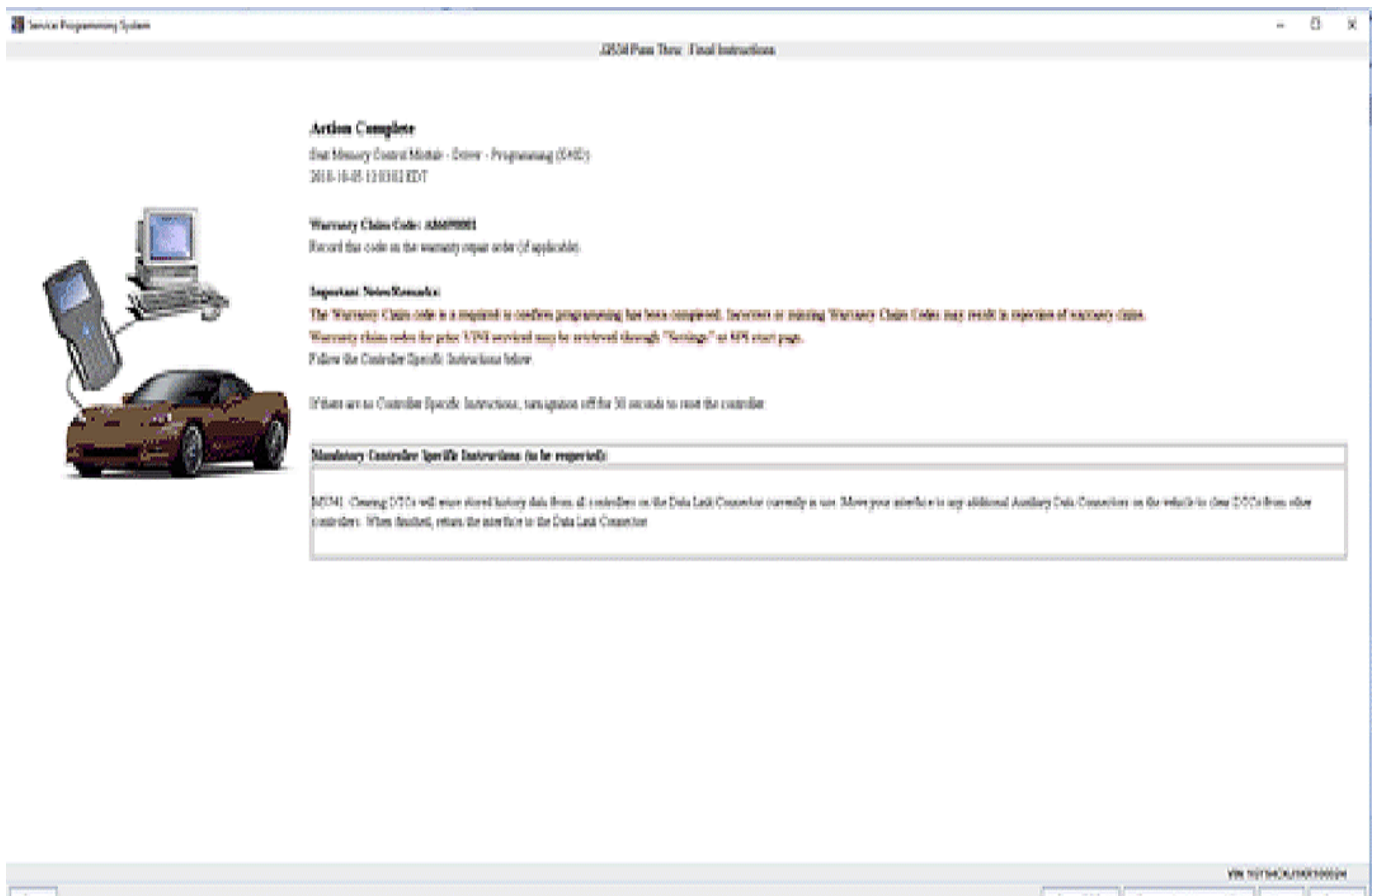 Service Programming System
J2534 Pass Thru: Final Instructions
Action Complete
Seat Memory Control Module - Driver - Programming
EDT
Warranty Claim Code:
Record this code on the warranty repair order (if applicable)
Important Notes/Remarks:
The Warranty Claim code is a required to confirm programming has been completed. Incorrect or missing Warranty Claim Codes may result in rejection of warranty claim.
Warranty claim codes for prior VINS serviced may be retrieved through "Settings" at SPS start page.
Follow the Controller Specific Instructions below
If there are no Controller Specific Instructions, turn ignition off for 30 seconds to reset the controller
Mandatory Controller Specific Instructions (to be respected):
Clearing DTCs will erase stored history data from all controllers on the Data Link Connector currently in use. Move your interface to any additional Auxiliary Data Connectors on the vehicle to clear DTCs from other
controllers. When finished, return the interface to the Data Link Connector
VIN